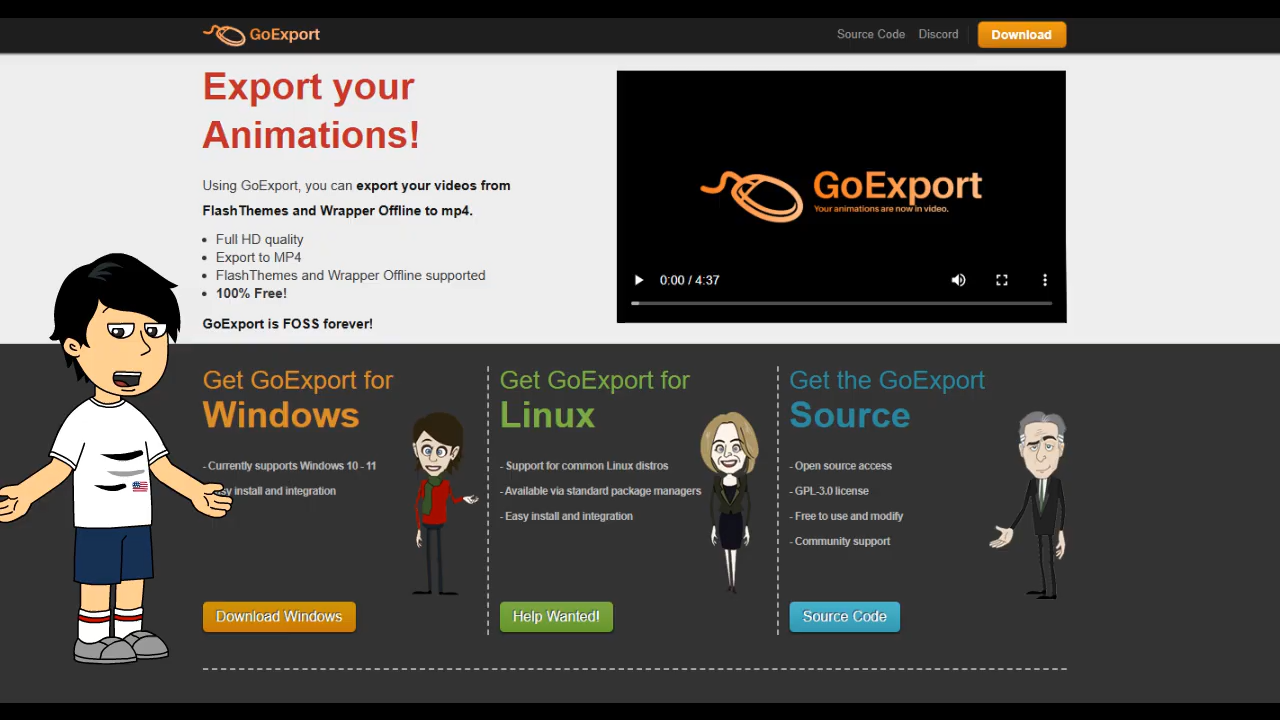 GoExport
Source Code
Discord
Download
Export your
Animations!
Using GoExport, you can export your videos from
FlashThemes and Wrapper Offline to mp4.
Full HD quality
Export to MP4
FlashThemes and Wrapper Offline supported
100% Free!
GoExport is FOSS forever!
GoExport
Your animations are now in video.
0:00 / 4:37
Get GoExport for
Windows
- Currently supports Windows 10 - 11
install and integration
Download Windows
Get GoExport for
Linux
- Support for common Linux distros
- Available via standard package managers
- Easy install and integration
Help Wanted!
Get the GoExport
Source
- Open source access
- GPL-3.0 license
- Free to use and modify
- Community support
Source Code